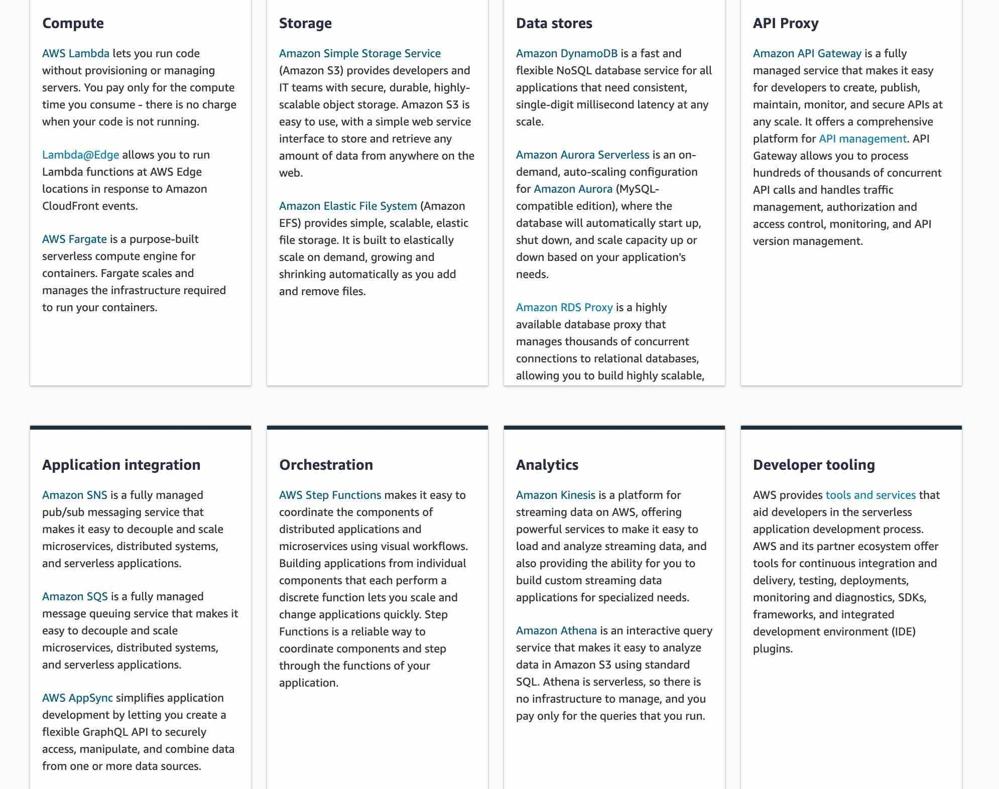 Compute
AWS Lambda lets you run code
without provisioning or managing
servers. You pay only for the compute
time you consume - there is no charge
when your code is not running.
Lambda@Edge allows you to run
Lambda functions at AWS Edge
locations in response to Amazon
CloudFront events.
AWS Fargate is a purpose-built
serverless compute engine for
containers. Fargate scales and
manages the infrastructure required
to run your containers.
Storage
Amazon Simple Storage Service
(Amazon S3) provides developers and
IT teams with secure, durable, highly-
scalable object storage. Amazon S3 is
easy to use, with a simple web service
interface to store and retrieve any
amount of data from anywhere on the
web.
Amazon Elastic File System (Amazon
EFS) provides simple, scalable, elastic
file storage. It is built to elastically
scale on demand, growing and
shrinking automatically as you add
and remove files.
Data stores
Amazon DynamoDB is a fast and
flexible NoSQL database service for all
applications that need consistent,
single-digit millisecond latency at any
scale.
Amazon Aurora Serverless is an on-
demand, auto-scaling configuration
for Amazon Aurora (MySQL-
compatible edition), where the
database will automatically start up,
shut down, and scale capacity up or
down based on your application's
needs.
Amazon RDS Proxy is a highly
available database proxy that
manages thousands of concurrent
connections to relational databases,
allowing you to build highly scalable,
API Proxy
Amazon API Gateway is a fully
managed service that makes it easy
for developers to create, publish,
maintain, monitor, and secure APIs at
any scale. It offers a comprehensive
platform for API management. API
Gateway allows you to process
hundreds of thousands of concurrent
API calls and handles traffic
management, authorization and
access control, monitoring, and API
version management.
Application integration
Amazon SNS is a fully managed
pub/sub messaging service that
makes it easy to decouple and scale
microservices, distributed systems,
and serverless applications.
Amazon SQS is a fully managed
message queuing service that makes it
easy to decouple and scale
microservices, distributed systems,
and serverless applications.
AWS AppSync simplifies application
development by letting you create a
flexible GraphQL API to securely
access, manipulate, and combine data
from one or more data sources.
Orchestration
AWS Step Functions makes it easy to
coordinate the components of
distributed applications and
microservices using visual workflows.
Building applications from individual
components that each perform a
discrete function lets you scale and
change applications quickly. Step
Functions is a reliable way to
coordinate components and step
through the functions of your
application.
Analytics
Amazon Kinesis is a platform for
streaming data on AWS, offering
powerful services to make it easy to
load and analyze streaming data, and
also providing the ability for you to
build custom streaming data
applications for specialized needs.
Amazon Athena is an interactive query
service that makes it easy to analyze
data in Amazon S3 using standard
SQL. Athena is serverless, so there is
no infrastructure to manage, and you
pay only for the queries that you run.
Developer tooling
AWS provides tools and services that
aid developers in the serverless
application development process.
AWS and its partner ecosystem offer
tools for continuous integration and
delivery, testing, deployments,
monitoring and diagnostics, SDKs,
frameworks, and integrated
development environment (IDE)
plugins.